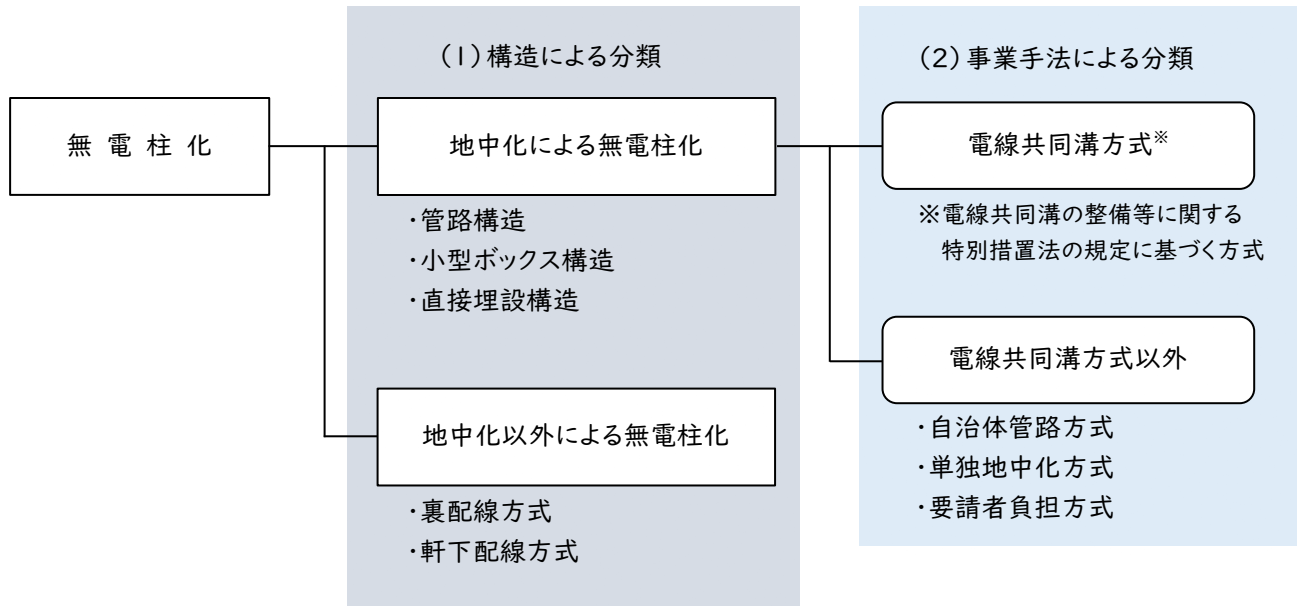 (1)構造による分類
(2)事業手法による分類
無電柱化
地中化による無電柱化
・管路構造
・小型ボックス構造
・直接埋設構造
地中化以外による無電柱化
・裏配線方式
・軒下配線方式
電線共同溝方式※
※電線共同溝の整備等に関する
特別措置法の規定に基づく方式
電線共同溝方式以外
・自治体管路方式
・単独地中化方式
・要請者負担方式